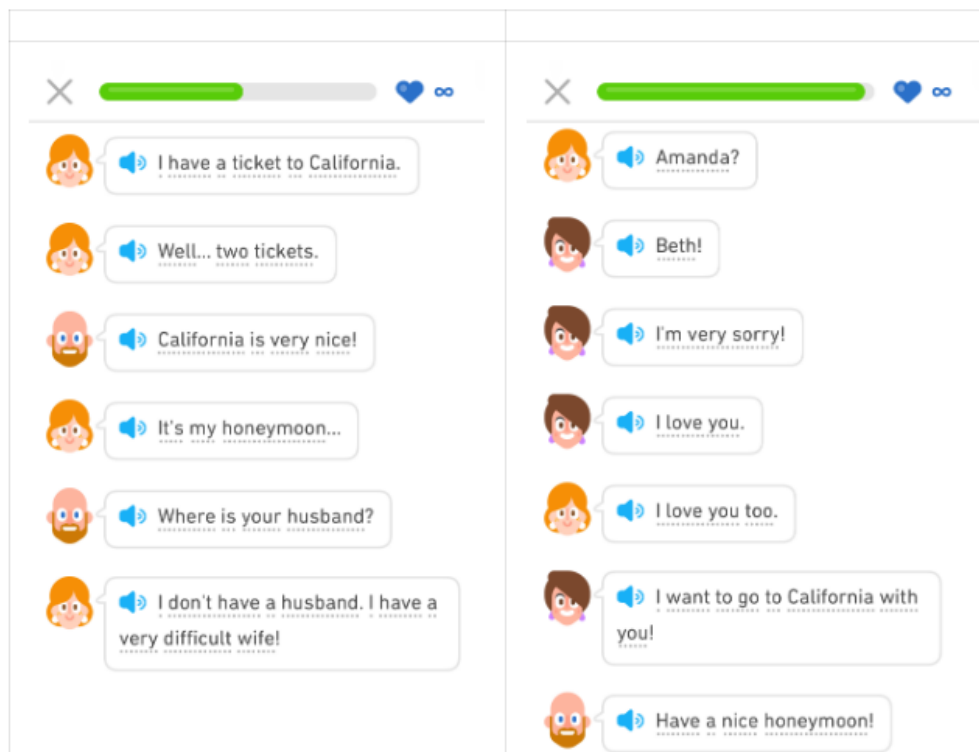 I have a ticket to California.
Well... two tickets.
California is very nice!
It's my honeymoon...
Where is your husband?
I don't have a husband. I have a
very difficult wife!
Amanda?
Beth!
I'm very sorry!
I love you.
I love you too.
I want to go to California with
you!
Have a nice honeymoon!